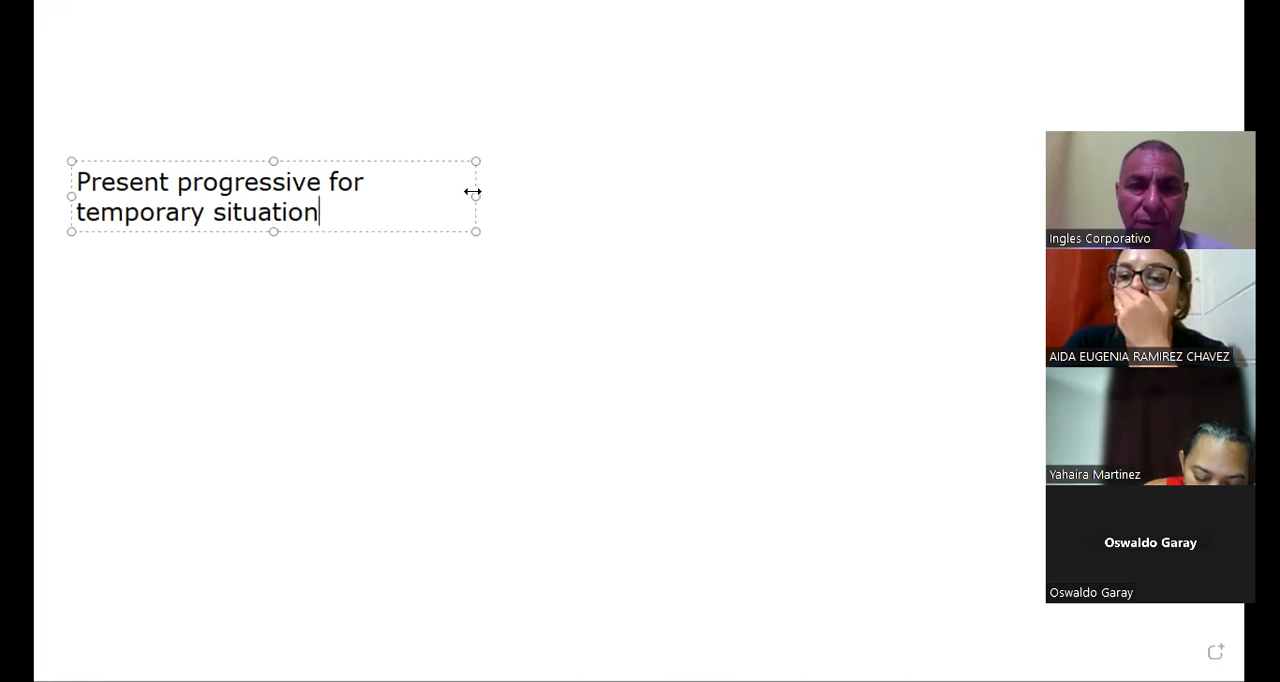 Present progressive for
temporary situation
Ingles Corporativo
AIDA EUGENIA RAMIREZ CHAVEZ
Yahaira Martinez
Oswaldo Garay
Oswaldo Garay